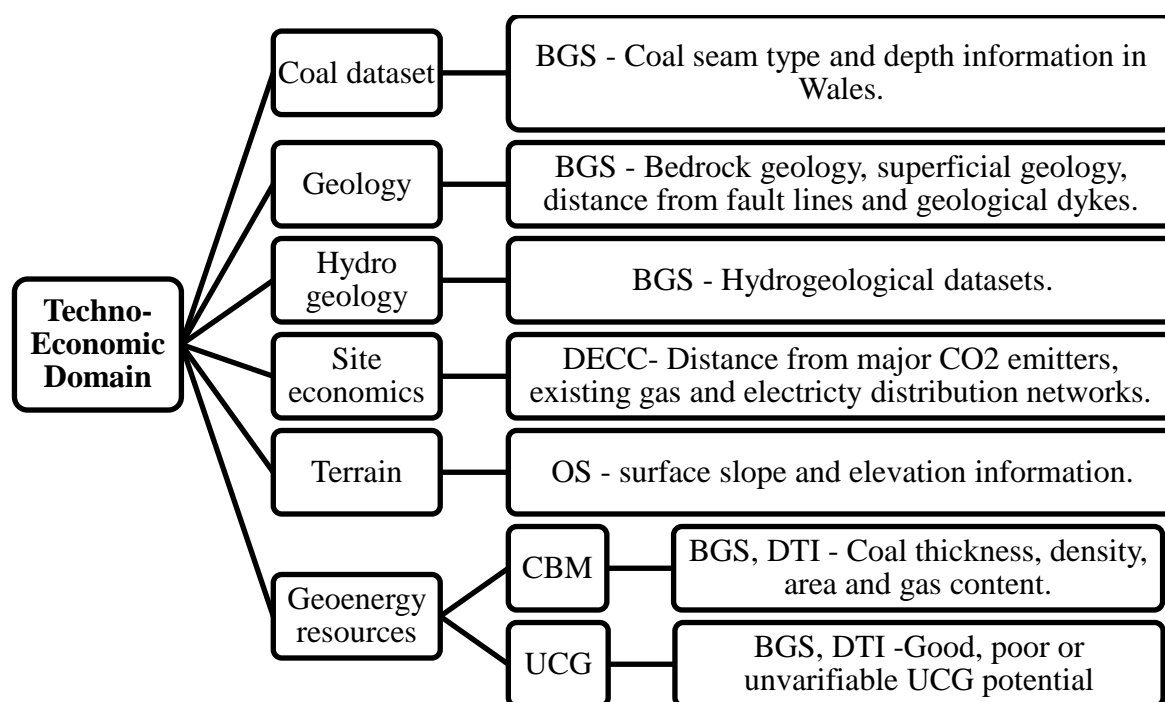 Techno-
Economic
Domain
Coal dataset
BGS - Coal seam type and depth information in
Wales.
Geology
BGS - Bedrock geology, superficial geology,
distance from fault lines and geological dykes.
Hydro
geology
BGS - Hydrogeological datasets.
Site
economics
DECC- Distance from major CO2 emitters,
existing gas and electricty distribution networks.
Terrain
OS - surface slope and elevation information.
Geoenergy
resources
CBM
BGS, DTI - Coal thickness, density,
area and gas content.
UCG
BGS, DTI -Good, poor or
unvarifiable UCG potential